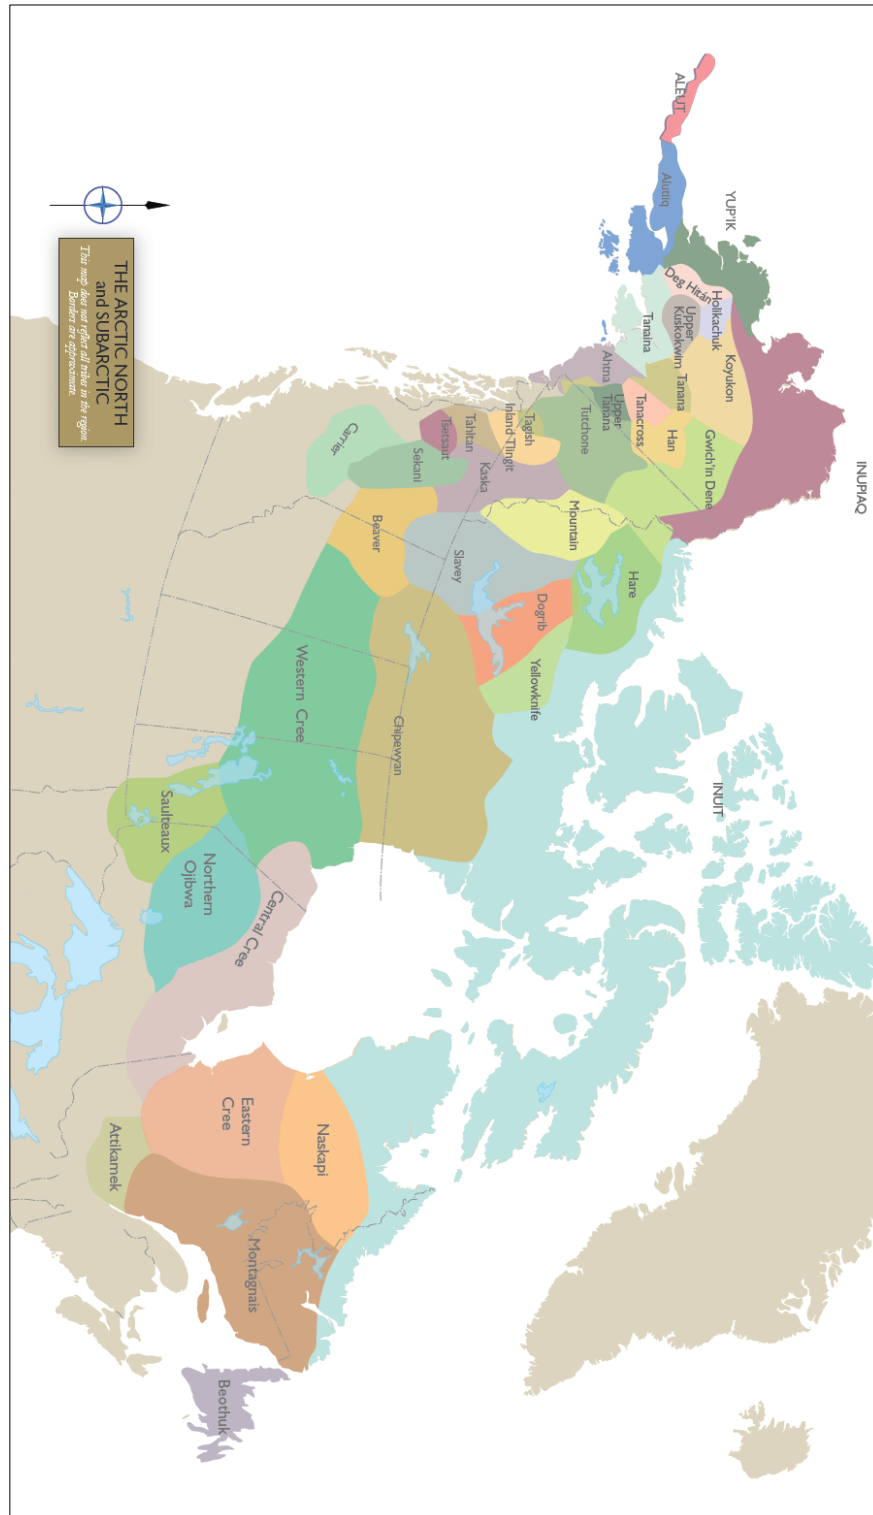 THE ARCTIC NORTH
and SUBARCTIC
This map does not reflect all tribes in the region.
Borders are approximate.
INUPIAQ
YUP'IK
ALEUT
Alutiiq
Deg Hitán
Holikachuk
Upper
Kuskokwim
Koyukon
Tanaina
Tanana
Ahtna
Upper
Tanana
Tanacross
Han
Gwich'in Dene
Tutchone
Tagish
Inland Tlingit
Tahltan
Tsetsaut
Kaska
Sekani
Carrier
Mountain
Hare
Slavey
Beaver
Dogrib
Yellowknife
INUIT
Chipewyan
Western Cree
Saulteaux
Northern
Ojibwa
Central Cree
Eastern
Cree
Naskapi
Attikamek
Montagnais
Beothuk